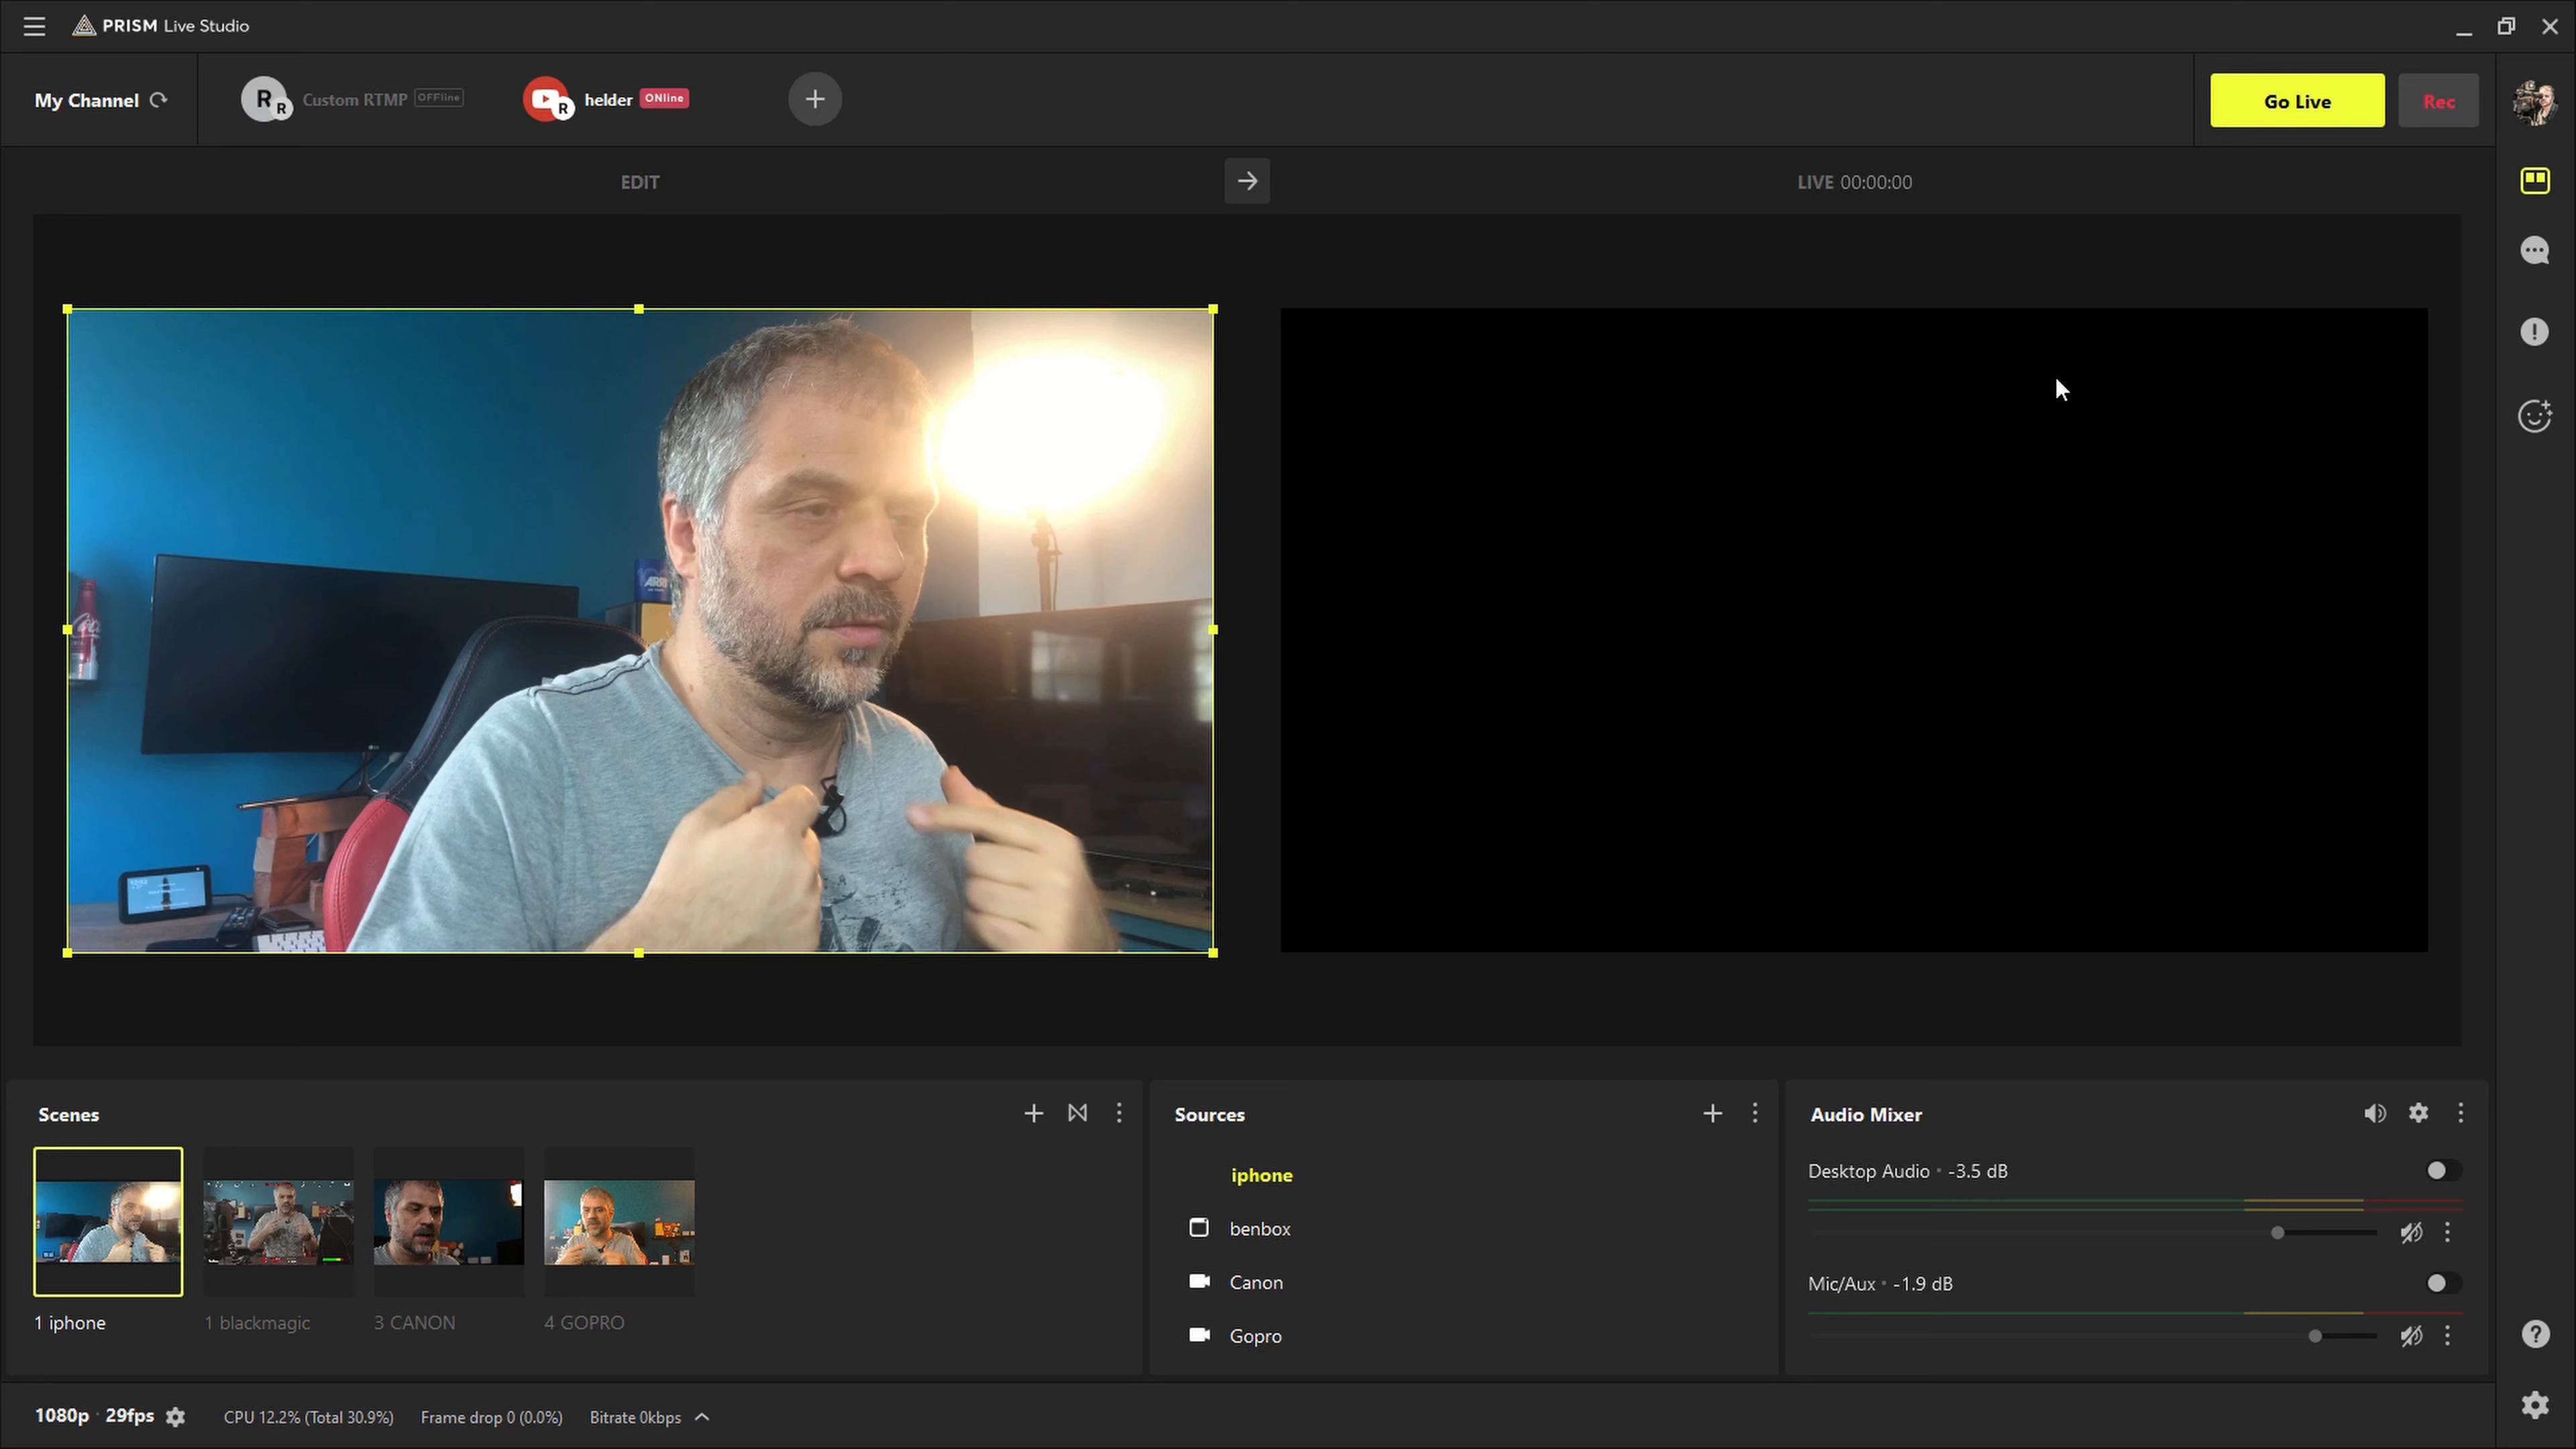 PRISM Live Studio
My Channel
R R Custom RTMP OFFline
R helder ONline
Go Live
Rec
EDIT
LIVE 00:00:00
ARRI
LG
Scenes
1 iphone
1 blackmagic
3 CANON
4 GOPRO
Sources
iphone
benbox
Canon
Gopro
Audio Mixer
Desktop Audio • -3.5 dB
Mic/Aux • -1.9 dB
1080p · 29fps
CPU 12.2% (Total 30.9%)
Frame drop 0 (0.0%)
Bitrate 0kbps